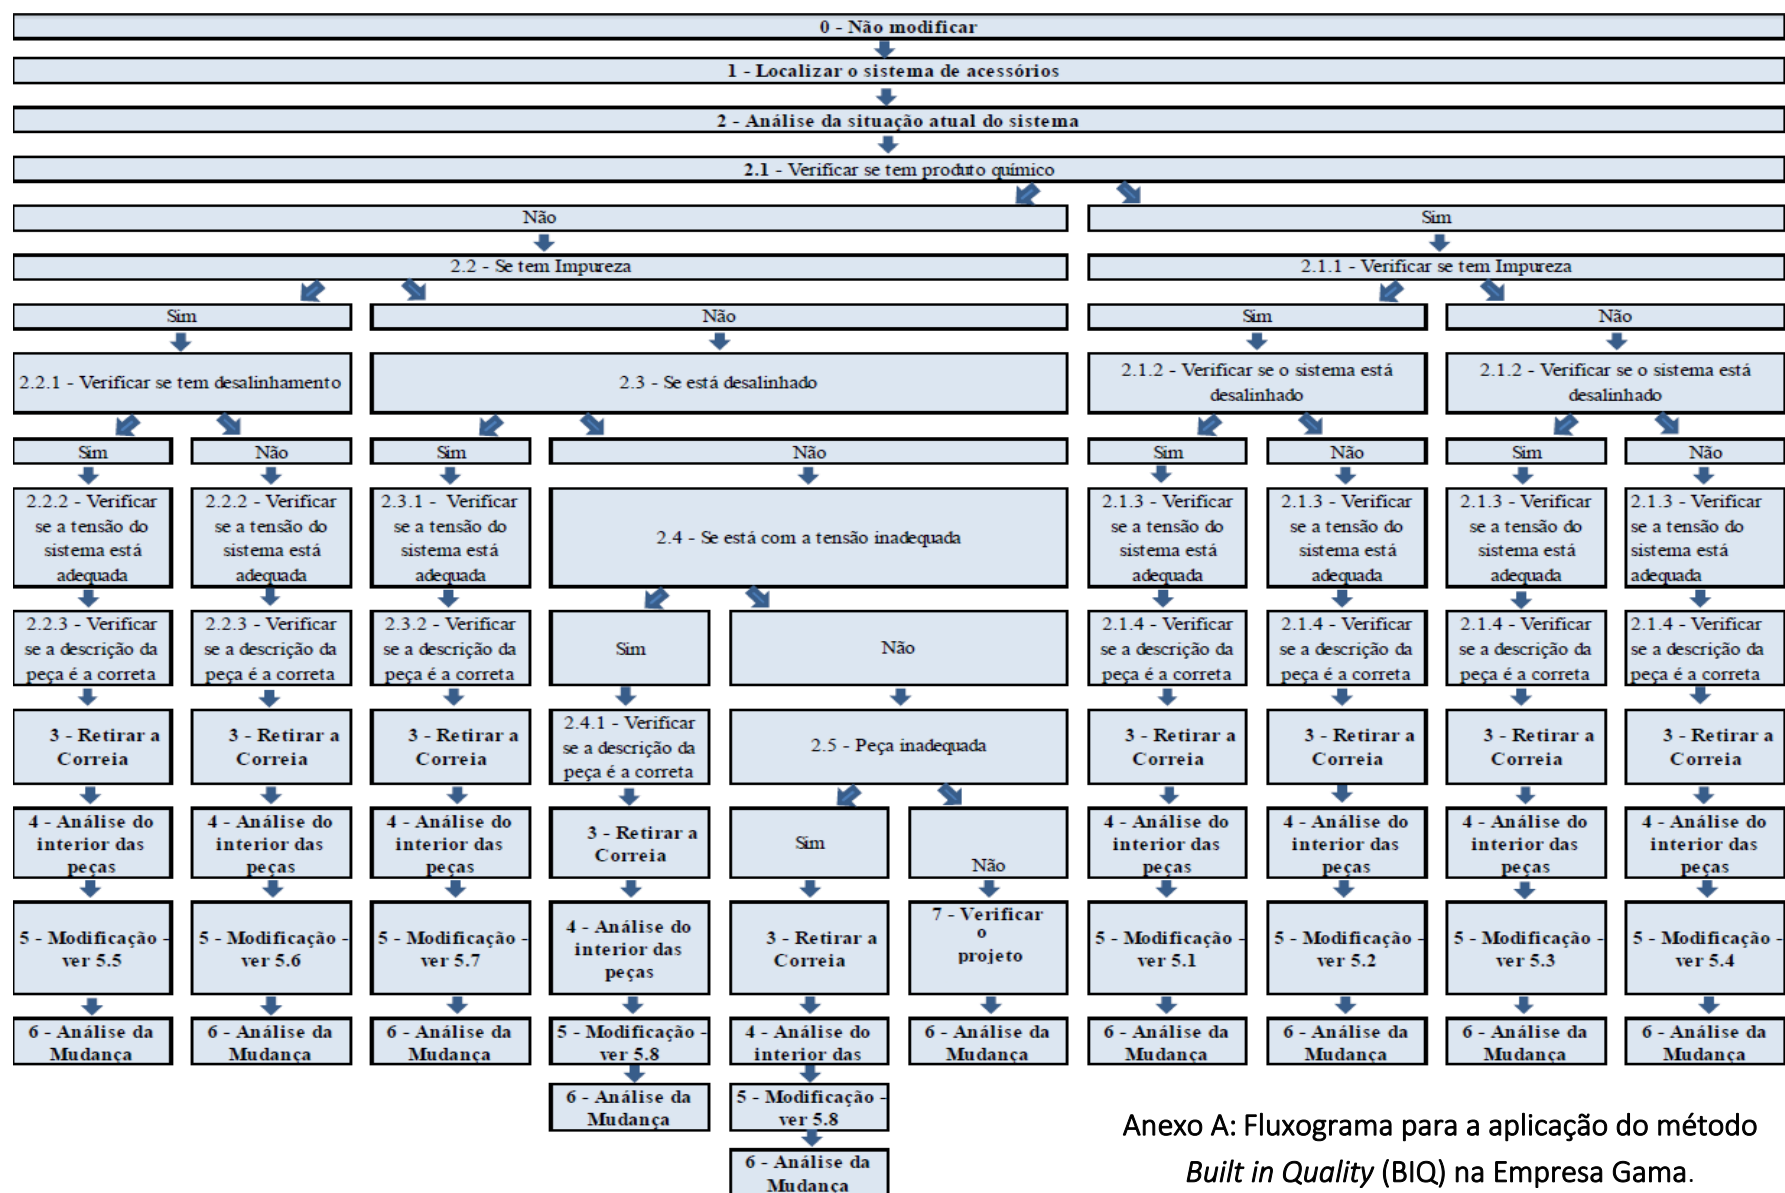 0 - Não modificar
1 - Localizar o sistema de acessórios
2 - Análise da situação atual do sistema
2.1 - Verificar se tem produto químico
Não
Sim
2.2 - Se tem Impureza
2.1.1 - Verificar se tem Impureza
Sim
Não
Sim
Não
2.2.1 - Verificar se tem desalinhamento
2.3 - Se está desalinhado
2.1.2 - Verificar se o sistema está
desalinhado
2.1.2 - Verificar se o sistema está
desalinhado
Sim
Não
Sim
Não
Sim
Não
Sim
Não
2.2.2 - Verificar
se a tensão do
sistema está
adequada
2.2.2 - Verificar
se a tensão do
sistema está
adequada
2.3.1 - Verificar
se a tensão do
sistema está
adequada
2.4 - Se está com a tensão inadequada
2.1.3 - Verificar
se a tensão do
sistema está
adequada
2.1.3 - Verificar
se a tensão do
sistema está
adequada
2.1.3 - Verificar
se a tensão do
sistema está
adequada
2.1.3 - Verificar
se a tensão do
sistema está
adequada
2.2.3 - Verificar
se a descrição da
peça é a correta
2.2.3 - Verificar
se a descrição da
peça é a correta
2.3.2 - Verificar
se a descrição da
peça é a correta
Sim
Não
2.1.4 - Verificar
se a descrição da
peça é a correta
2.1.4 - Verificar
se a descrição da
peça é a correta
2.1.4 - Verificar
se a descrição da
peça é a correta
2.1.4 - Verificar
se a descrição da
peça é a correta
3 - Retirar a
Correia
3 - Retirar a
Correia
3 - Retirar a
Correia
2.4.1 - Verificar
se a descrição da
peça é a correta
2.5 - Peça inadequada
3 - Retirar a
Correia
3 - Retirar a
Correia
3 - Retirar a
Correia
3 - Retirar a
Correia
4 - Análise do
interior das
peças
4 - Análise do
interior das
peças
4 - Análise do
interior das
peças
3 - Retirar a
Correia
Sim
Não
4 - Análise do
interior das
peças
4 - Análise do
interior das
peças
4 - Análise do
interior das
peças
4 - Análise do
interior das
peças
5 - Modificação -
ver 5.5
5 - Modificação -
ver 5.6
5 - Modificação -
ver 5.7
4 - Análise do
interior das
peças
3 - Retirar a
Correia
7 - Verificar
o
projeto
5 - Modificação -
ver 5.1
5 - Modificação -
ver 5.2
5 - Modificação -
ver 5.3
5 - Modificação -
ver 5.4
6 - Análise da
Mudança
6 - Análise da
Mudança
6 - Análise da
Mudança
5 - Modificação -
ver 5.8
4 - Análise do
interior das
6 - Análise da
Mudança
6 - Análise da
Mudança
6 - Análise da
Mudança
6 - Análise da
Mudança
6 - Análise da
Mudança
6 - Análise da
Mudança
5 - Modificação -
ver 5.8
6 - Análise da
Mudança
Anexo A: Fluxograma para a aplicação do método
Built in Quality (BIQ) na Empresa Gama.